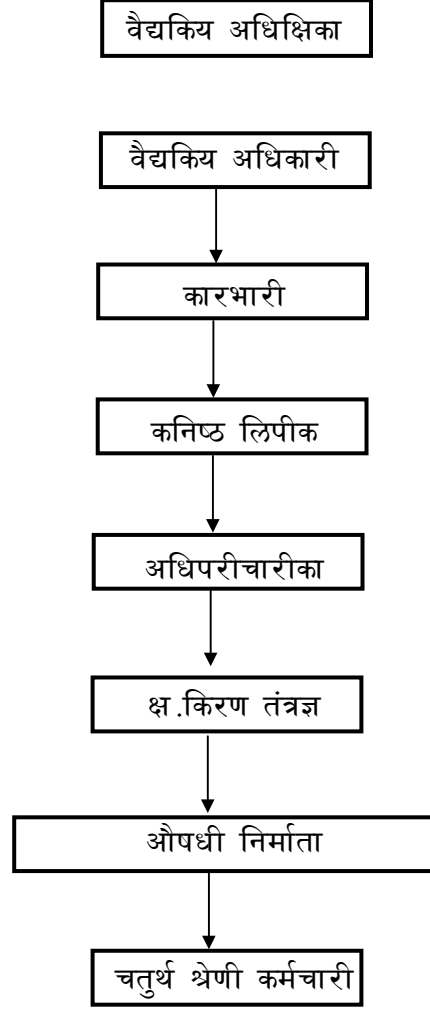 वैद्यकिय अधिक्षिका
वैद्यकिय अधिकारी
कारभारी
कनिष्ठ लिपीक
अधिपरीचारीका
क्ष.किरण तंत्रज्ञ
औषधी निर्माता
चतुर्थ श्रेणी कर्मचारी